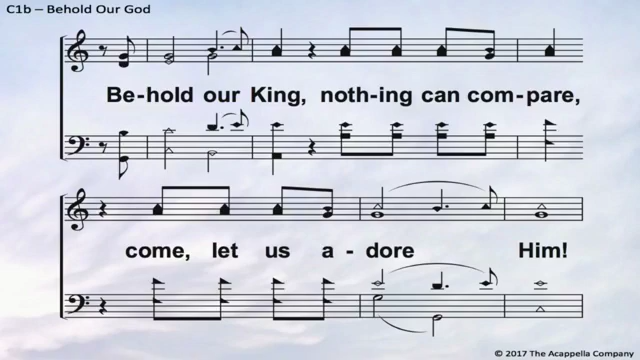 C1b – Behold Our God
Be-hold our King, noth-ing can com-pare,
come, let us a - dore Him!
© 2017 The Acappella Company